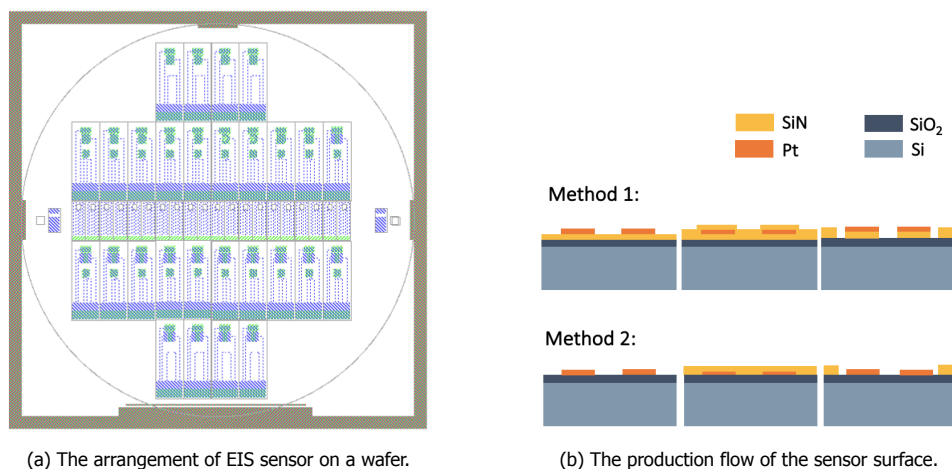 SiN
SiO2
Pt
Si
Method 1:
Method 2:
(a) The arrangement of EIS sensor on a wafer.
(b) The production flow of the sensor surface.